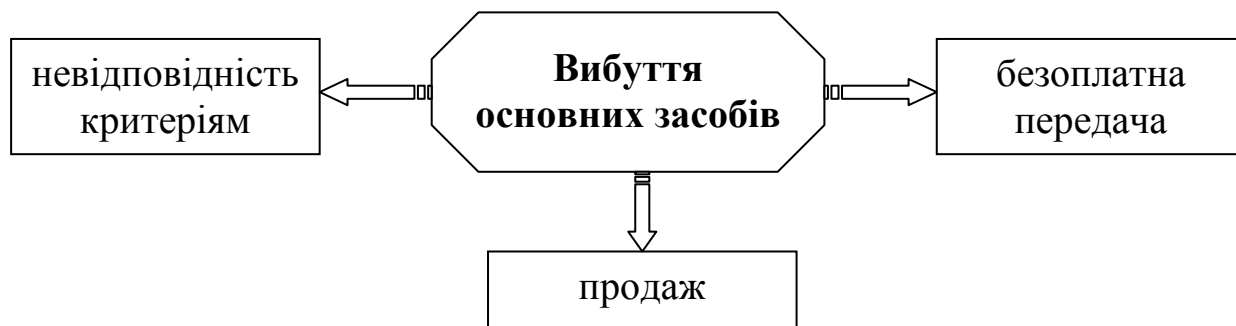 невідповідність
критеріям
Вибуття
основних засобів
безоплатна
передача
продаж